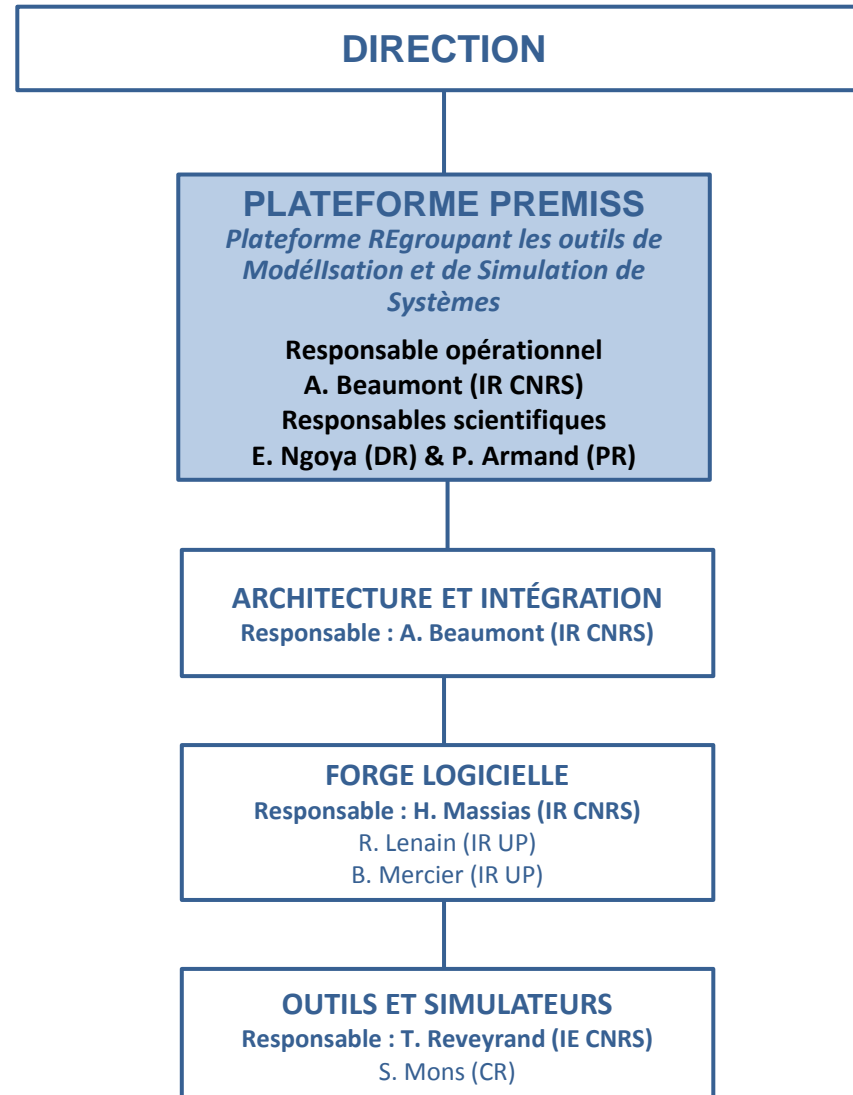 DIRECTION
PLATEFORME PREMISS
Plateforme REgroupant les outils de
ModélIsation et de Simulation de
Systèmes
Responsable opérationnel
A. Beaumont (IR CNRS)
Responsables scientifiques
E. Ngoya (DR) & P. Armand (PR)
ARCHITECTURE ET INTÉGRATION
Responsable : A. Beaumont (IR CNRS)
FORGE LOGICIELLE
Responsable : H. Massias (IR CNRS)
R. Lenain (IR UP)
B. Mercier (IR UP)
OUTILS ET SIMULATEURS
Responsable : T. Reveyrand (IE CNRS)
S. Mons (CR)